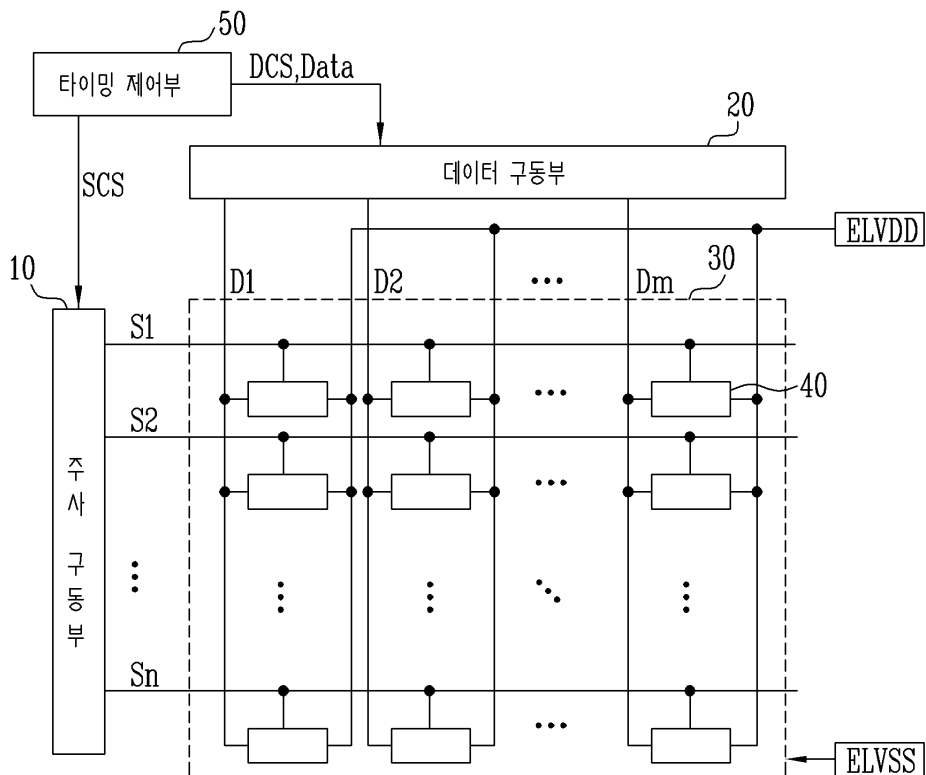 50
타이밍 제어부
DCS,Data
20
데이터 구동부
SCS
ELVDD
10
D1
D2
Dm
30
S1
40
S2
주사 구동부
Sn
ELVSS